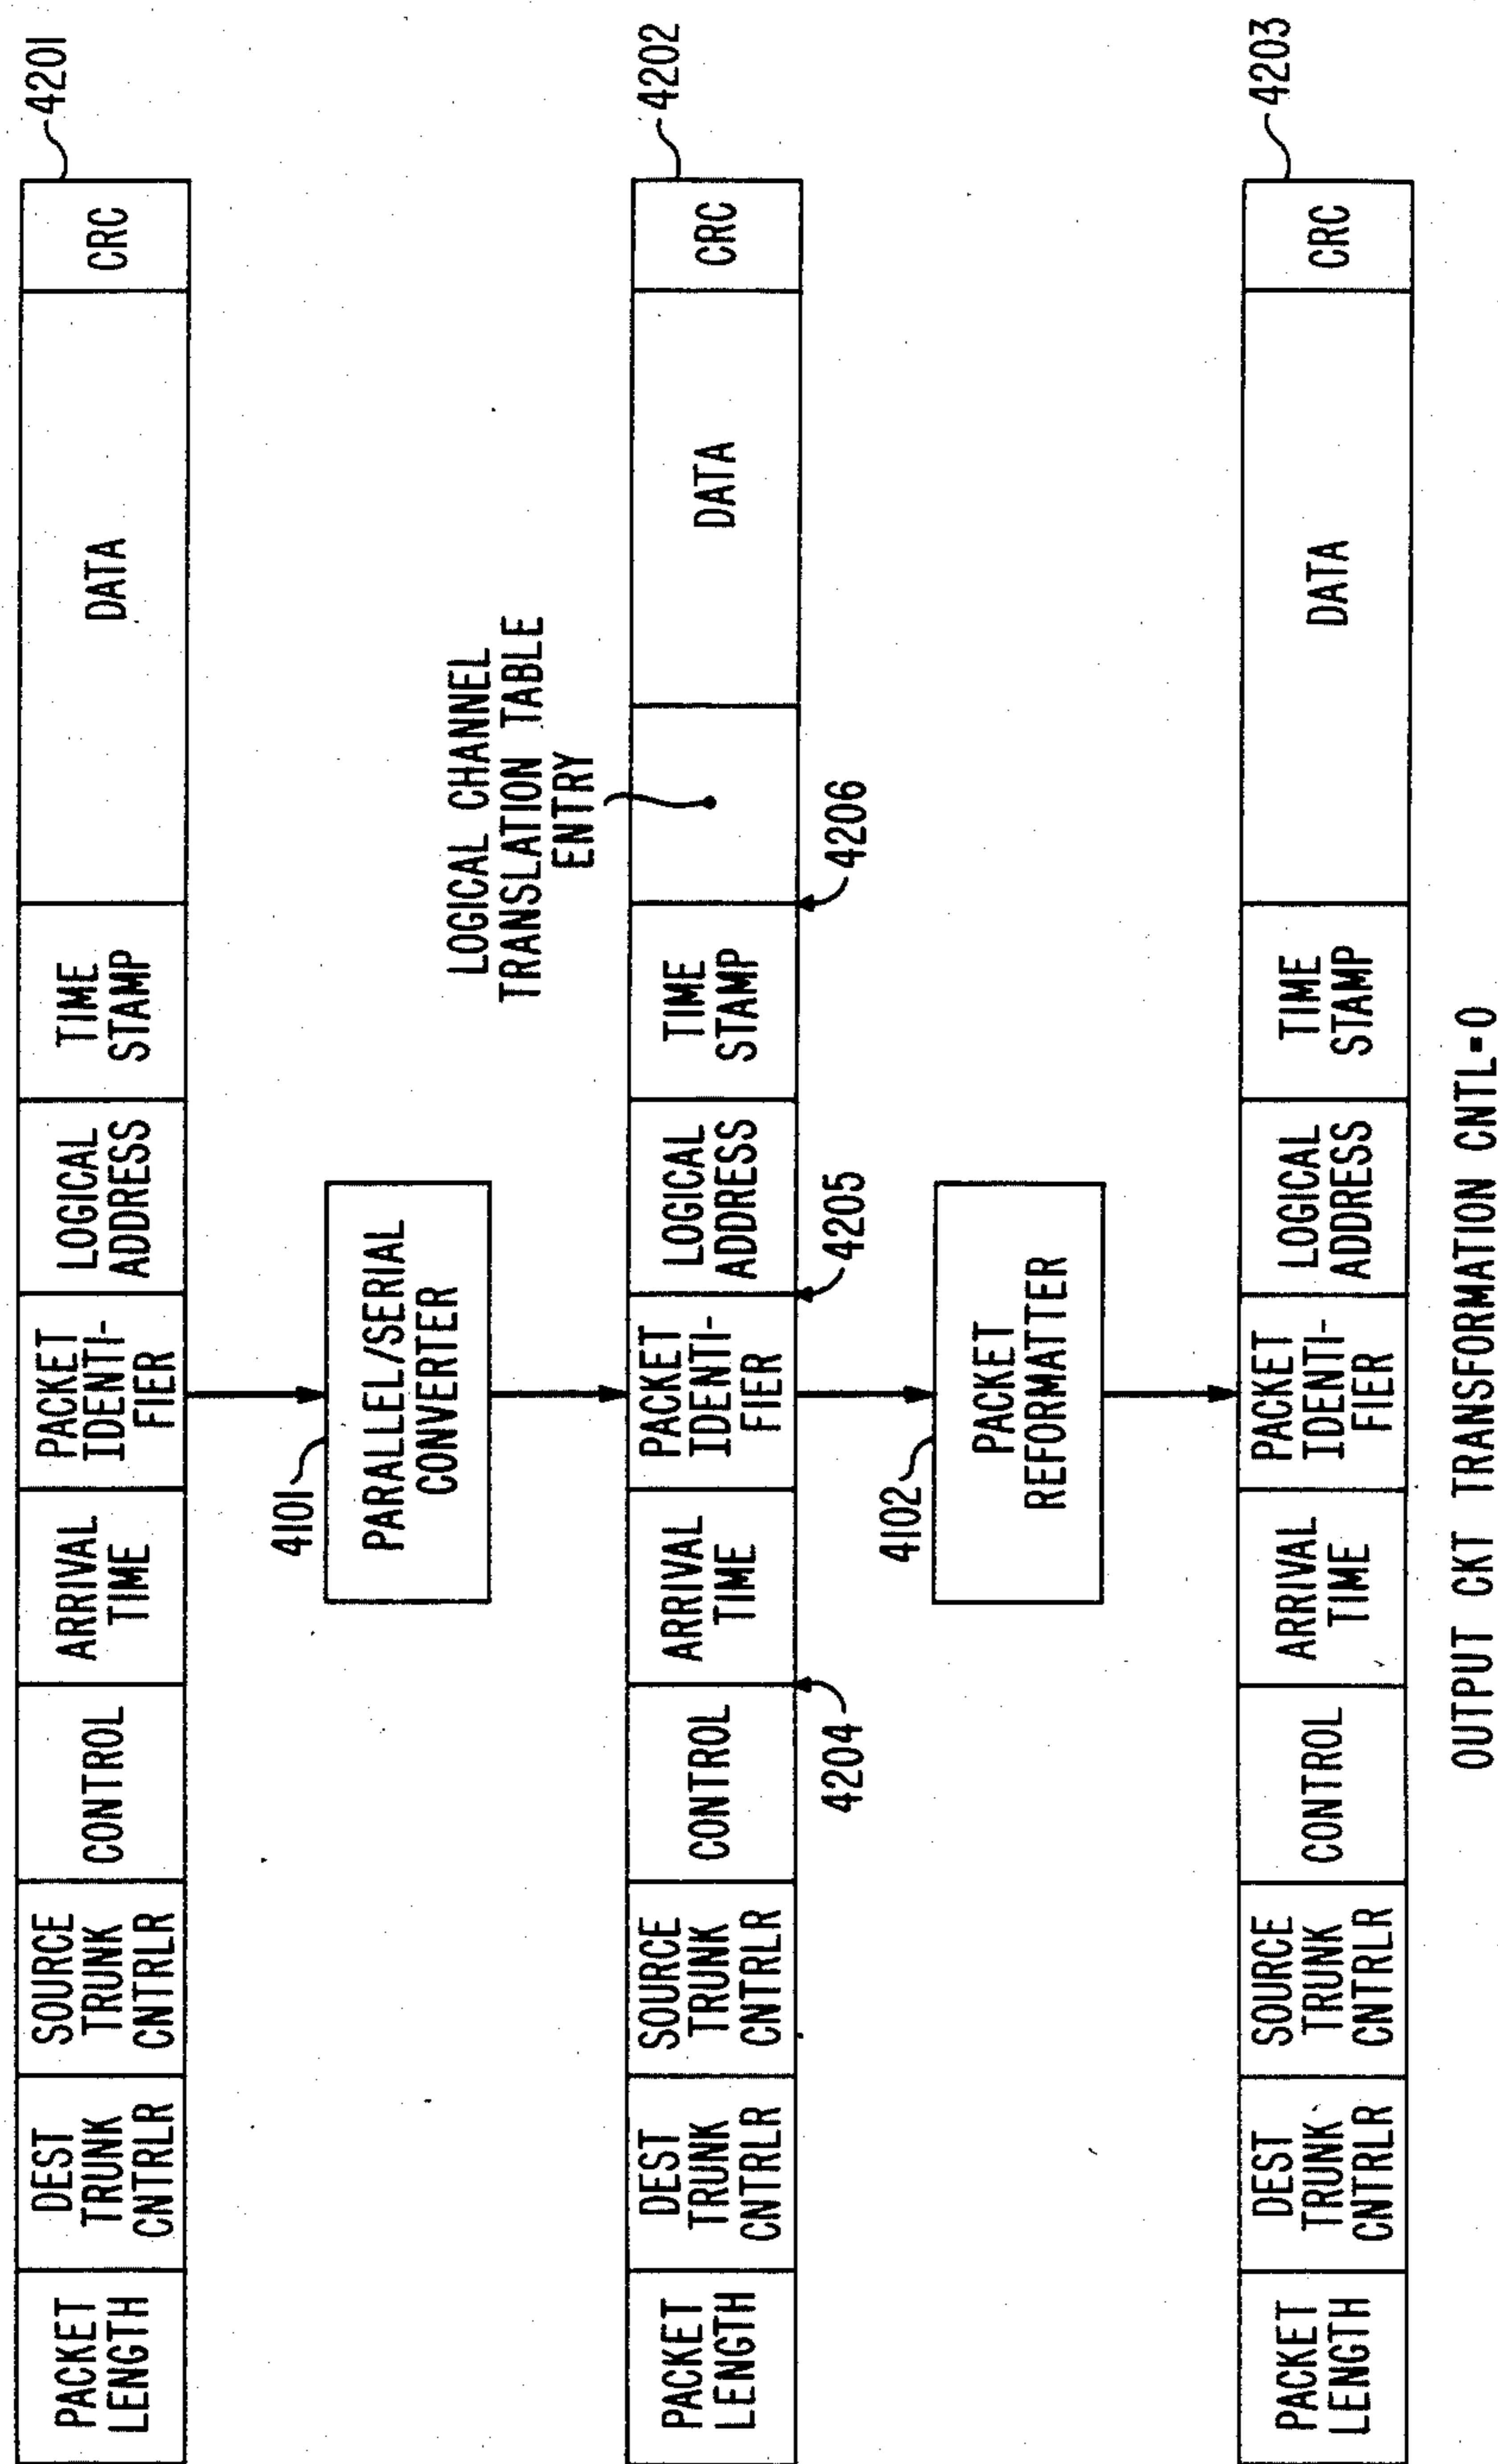 PACKET
LENGTH
DEST
TRUNK
CNTRLR
SOURCE
TRUNK
CNTRLR
CONTROL
ARRIVAL
TIME
PACKET
IDENTI-
FIER
LOGICAL
ADDRESS
TIME
STAMP
DATA
CRC
4201
4101
PARALLEL/SERIAL
CONVERTER
LOGICAL CHANNEL
TRANSLATION TABLE
ENTRY
PACKET
LENGTH
DEST
TRUNK
CNTRLR
SOURCE
TRUNK
CNTRLR
CONTROL
ARRIVAL
TIME
PACKET
IDENTI-
FIER
LOGICAL
ADDRESS
TIME
STAMP
DATA
CRC
4202
4204
4205
4206
4102
PACKET
REFORMATTER
PACKET
LENGTH
DEST
TRUNK
CNTRLR
SOURCE
TRUNK
CNTRLR
CONTROL
ARRIVAL
TIME
PACKET
IDENTI-
FIER
LOGICAL
ADDRESS
TIME
STAMP
DATA
CRC
4203
OUTPUT CKT TRANSFORMATION CNTL=0